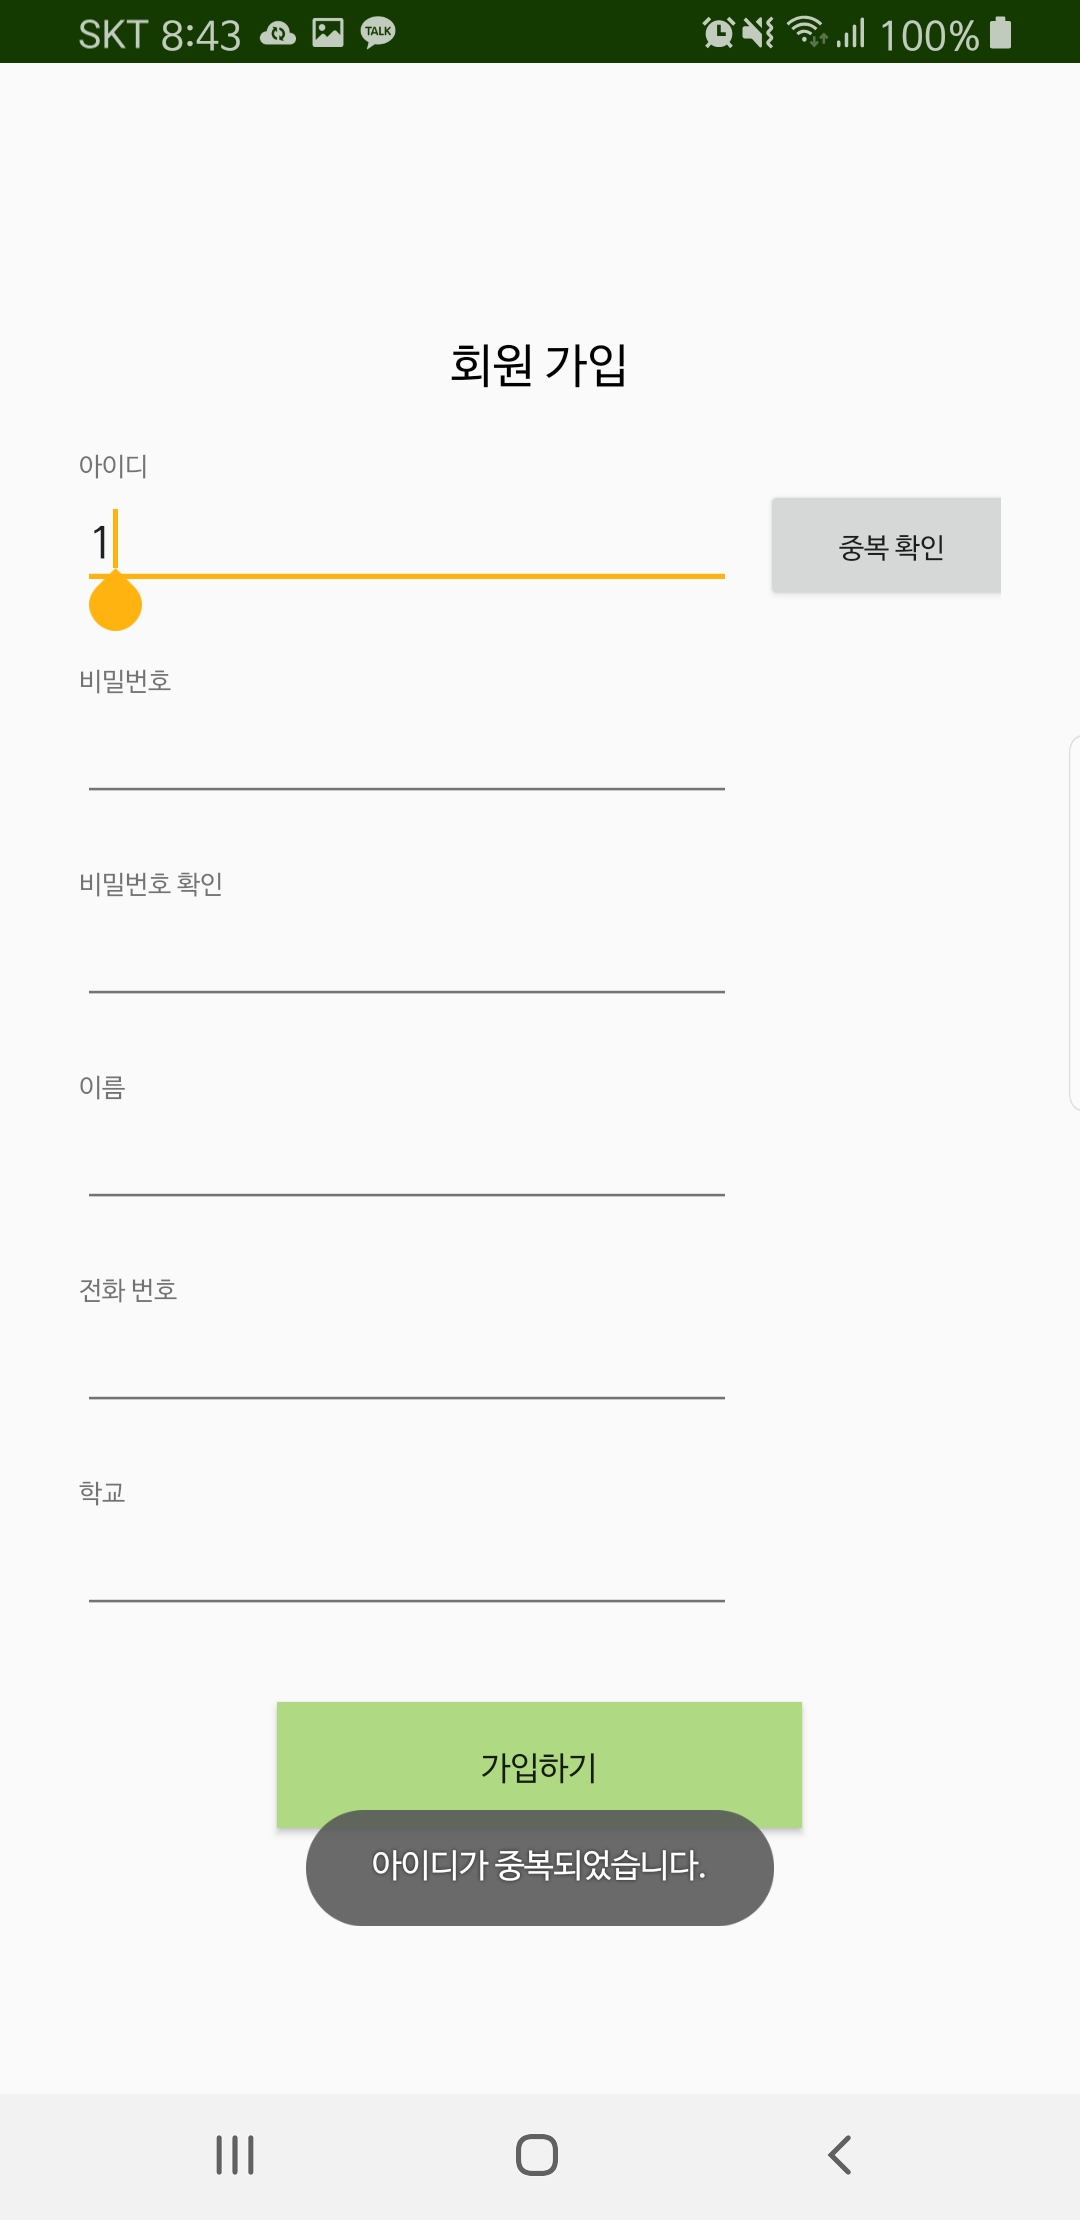 SKT 8:43 TALK 100%
회원 가입
아이디
1
중복 확인
비밀번호
비밀번호 확인
이름
전화 번호
학교
가입하기
아이디가 중복되었습니다.